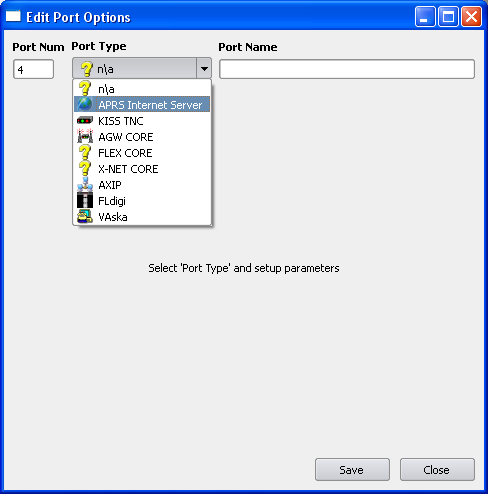 Edit Port Options
Port Num Port Type Port Name
4 n\a
n\a
APRS Internet Server
KISS TNC
AGW CORE
FLEX CORE
X-NET CORE
AXIP
FLdigi
VAska
Select 'Port Type' and setup parameters
Save Close